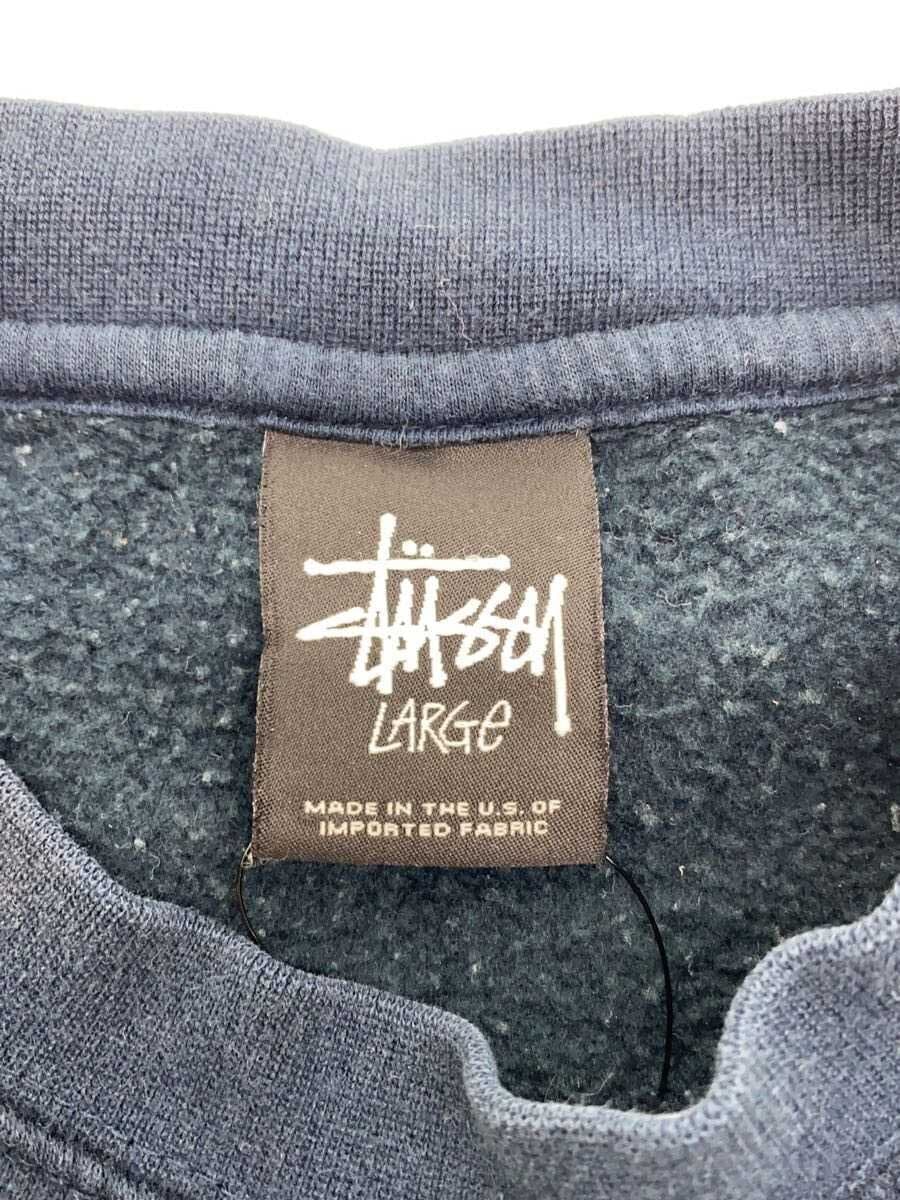 Stüssy
LARGe
MADE IN THE U.S. OF
IMPORTED FABRIC